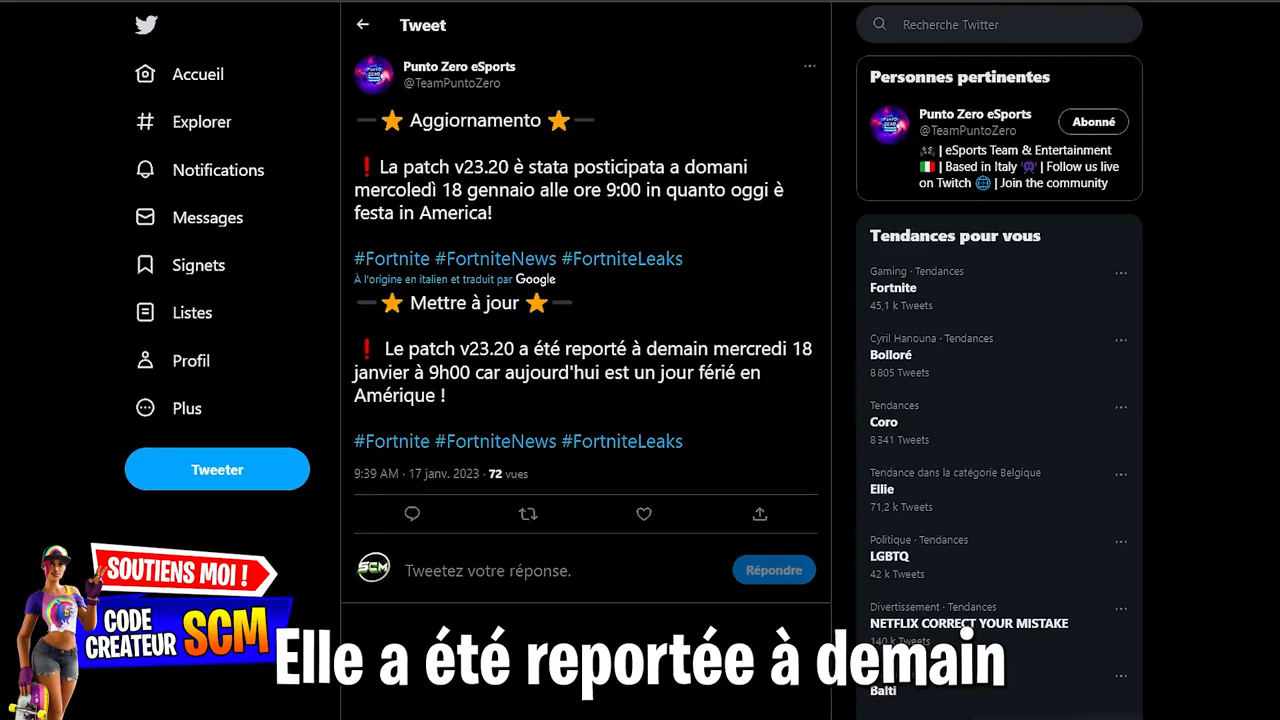 Accueil
Explorer
Notifications
Messages
Signets
Listes
Profil
Plus
Tweeter
Tweet
Punto Zero eSports
@TeamPuntoZero
Aggiornamento
❗La patch v23.20 è stata posticipata a domani
mercoledì 18 gennaio alle ore 9:00 in quanto oggi è
festa in America!
#Fortnite #FortniteNews #FortniteLeaks
À l'origine en italien et traduit par Google
Mettre à jour
❗ Le patch v23.20 a été reporté à demain mercredi 18
janvier à 9h00 car aujourd'hui est un jour férié en
Amérique !
#Fortnite #FortniteNews #FortniteLeaks
9:39 AM · 17 janv. 2023 · 72 vues
SCM
Tweetez votre réponse.
Répondre
Recherche Twitter
Personnes pertinentes
Punto Zero eSports
@TeamPuntoZero
Abonné
| eSports Team & Entertainment
| Based in Italy | Follow us live
on Twitch | Join the community
Tendances pour vous
Gaming · Tendances
Fortnite
45,1 k Tweets
Cyril Hanouna · Tendances
Bolloré
8 805 Tweets
Tendances
Coro
8 341 Tweets
Tendance dans la catégorie Belgique
Ellie
71,2 k Tweets
Politique · Tendances
LGBTQ
42 k Tweets
Divertissement · Tendances
NETFLIX CORRECT YOUR MISTAKE
140 k Tweets
Balti
SOUTIENS MOI !
CODE
CREATEUR SCM
Elle a été reportée à demain